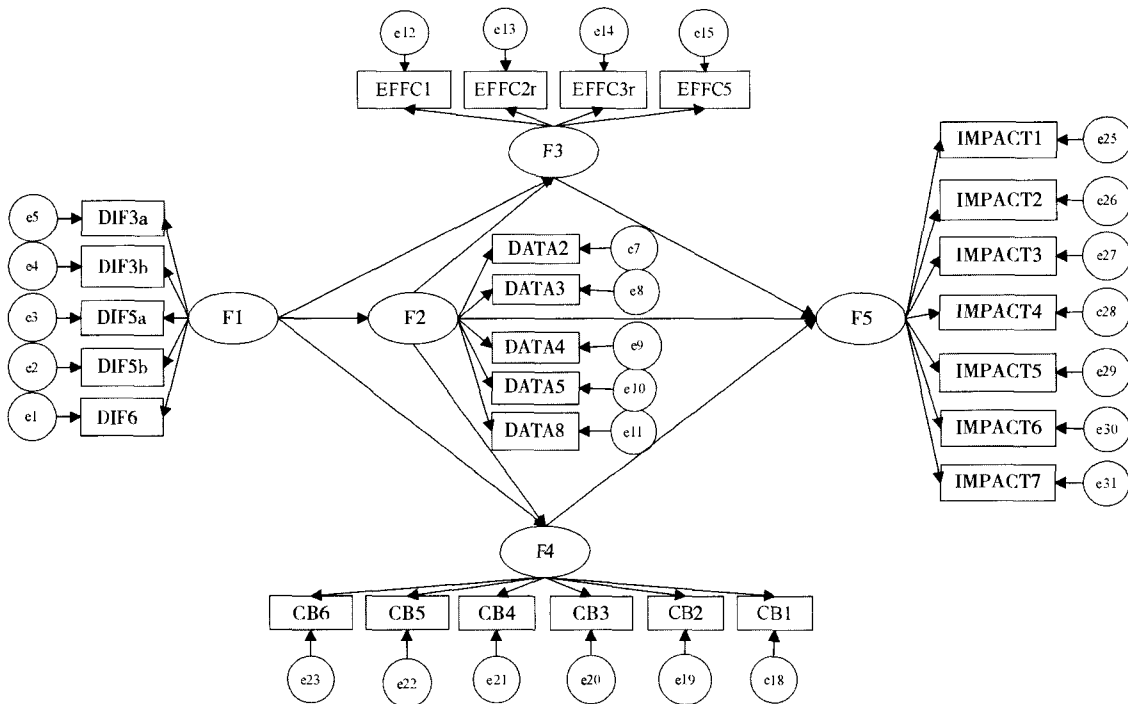 e12
e13
e14
e15
EFFC1
EFFC2r
EFFC3r
EFFC5
F3
IMPACT1
e25
IMPACT2
e26
IMPACT3
e27
IMPACT4
e28
IMPACT5
e29
IMPACT6
e30
IMPACT7
e31
e5
DIF3a
e4
DIF3b
e3
DIF5a
e2
DIF5b
e1
DIF6
F1
F2
DATA2
e7
DATA3
e8
DATA4
e9
DATA5
e10
DATA8
e11
F5
F4
CB6
CB5
CB4
CB3
CB2
CB1
e23
e22
e21
e20
e19
e18